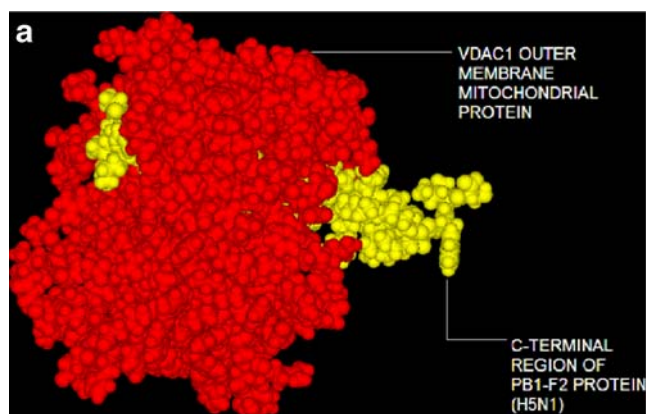 a
VDAC1 OUTER
MEMBRANE
MITOCHONDRIAL
PROTEIN
C-TERMINAL
REGION OF
PB1-F2 PROTEIN
(H5N1)